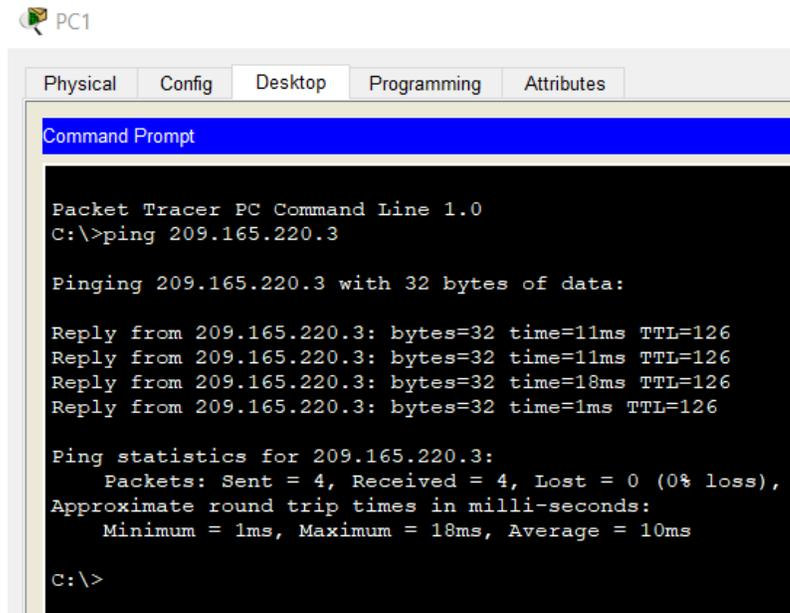 PC1
Physical Config Desktop Programming Attributes
Command Prompt
Packet Tracer PC Command Line 1.0
C:\>ping 209.165.220.3
Pinging 209.165.220.3 with 32 bytes of data:
Reply from 209.165.220.3: bytes=32 time=11ms TTL=126
Reply from 209.165.220.3: bytes=32 time=11ms TTL=126
Reply from 209.165.220.3: bytes=32 time=18ms TTL=126
Reply from 209.165.220.3: bytes=32 time=1ms TTL=126
Ping statistics for 209.165.220.3:
Packets: Sent = 4, Received = 4, Lost = 0 (0% loss),
Approximate round trip times in milli-seconds:
Minimum = 1ms, Maximum = 18ms, Average = 10ms
C:\>